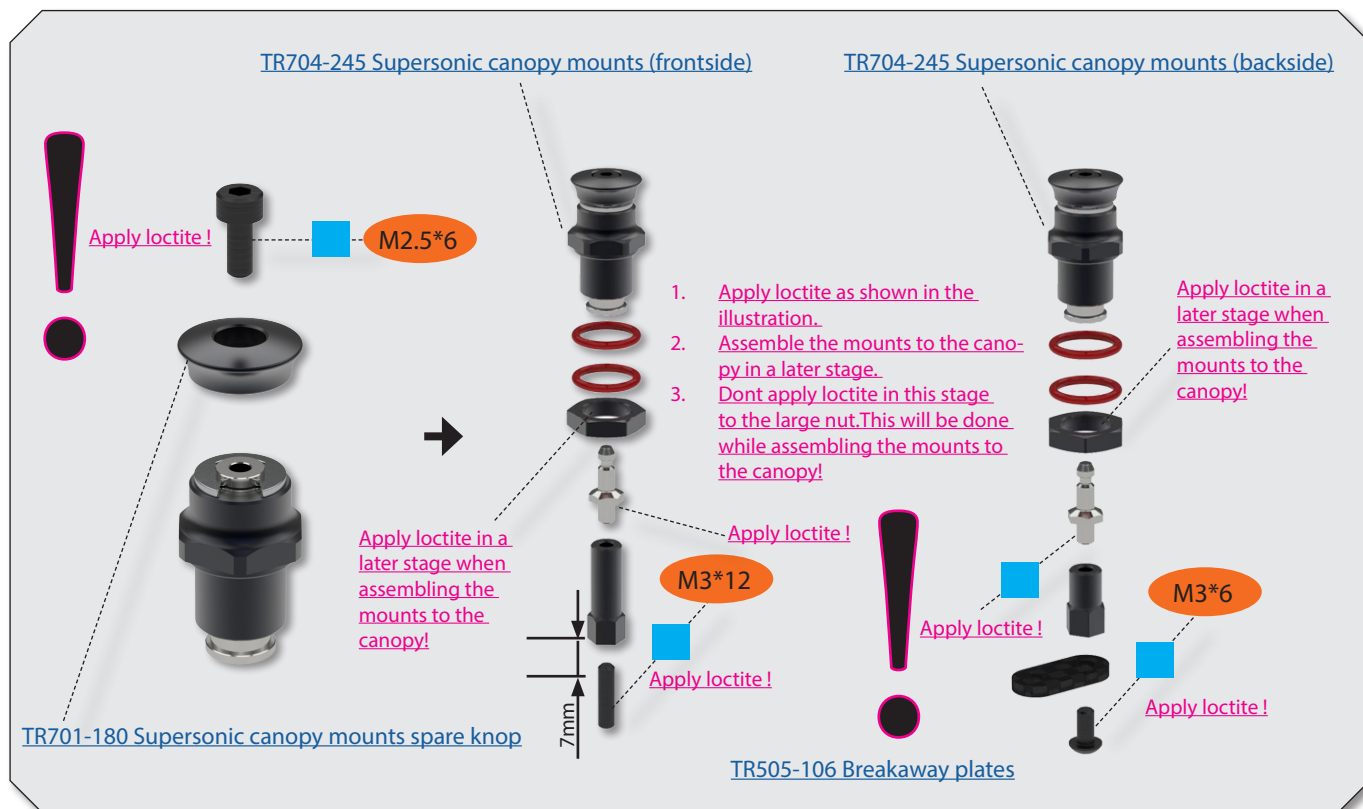 TR704-245 Supersonic canopy mounts (frontside)
TR704-245 Supersonic canopy mounts (backside)
Apply loctite !
M2.5*6
1. Apply loctite as shown in the
illustration.
2. Assemble the mounts to the cano-
py in a later stage.
3. Dont apply loctite in this stage
to the large nut.This will be done
while assembling the mounts to
the canopy!
Apply loctite in a
later stage when
assembling the
mounts to the
canopy!
Apply loctite in a
later stage when
assembling the
mounts to the
canopy!
Apply loctite !
M3*12
Apply loctite !
7mm
Apply loctite !
M3*6
Apply loctite !
TR701-180 Supersonic canopy mounts spare knop
TR505-106 Breakaway plates